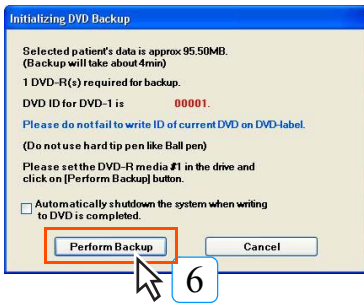 Initializing DVD Backup
Selected patient's data is approx 95.50MB.
(Backup will take about 4min)
1 DVD-R(s) required for backup.
DVD ID for DVD-1 is 00001.
Please do not fail to write ID of current DVD on DVD-label.
(Do not use hard tip pen like Ball pen)
Please set the DVD-R media #1 in the drive and
click on [Perform Backup] button.
Automatically shutdown the system when writing
to DVD is completed.
Perform Backup Cancel
6